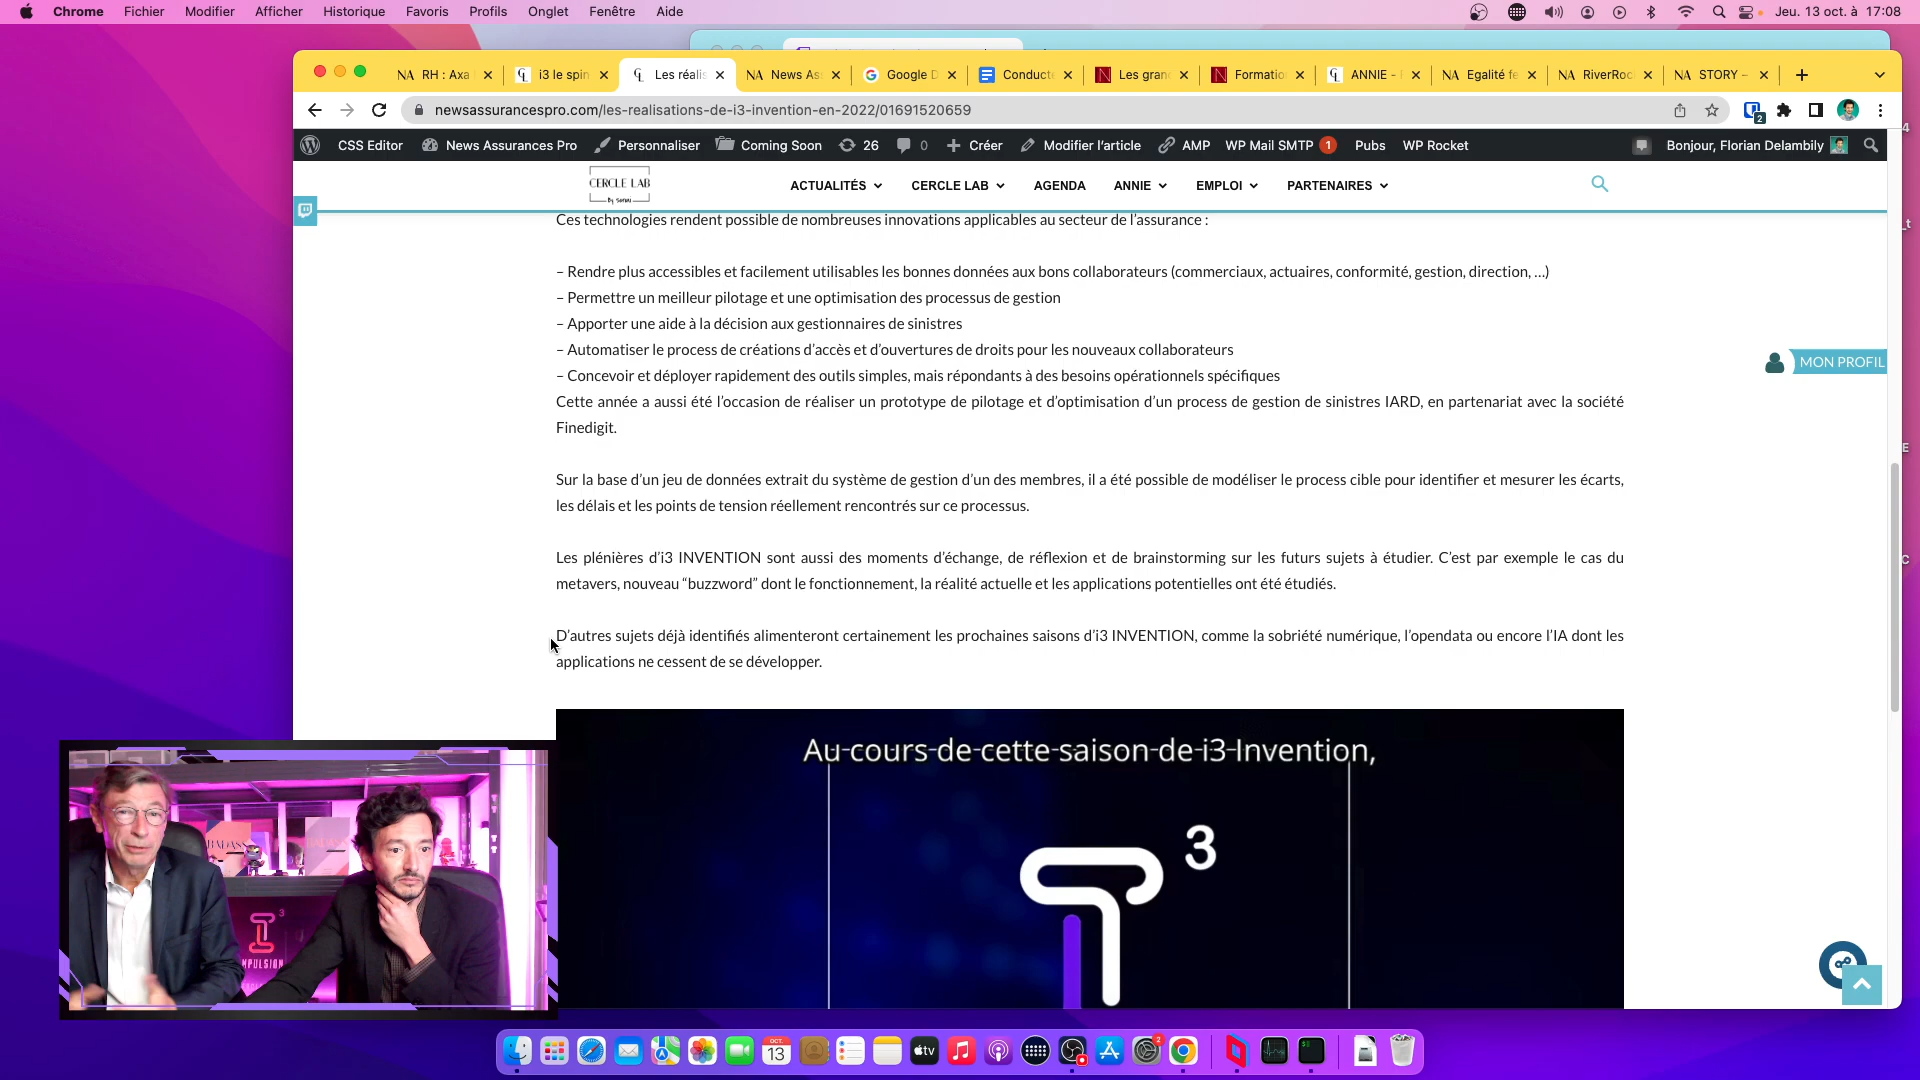 Chrome Fichier Modifier Afficher Historique Favoris Profils Onglet Fenêtre Aide Jeu. 13 oct. à 17:08
NA RH : Axa i3 le spin Les réalis NA News As Google D Conducte Les gran Formatio ANNIE - Egalité fe NA RiverRoc NA STORY –
newsassurancespro.com/les-realisations-de-i3-invention-en-2022/01691520659
2
CSS Editor News Assurances Pro Personnaliser Coming Soon 26 0 Créer Modifier l’article AMP WP Mail SMTP 1 Pubs WP Rocket Bonjour, Florian Delambily
CERCLE LAB
By Seroni
ACTUALITÉS CERCLE LAB AGENDA ANNIE EMPLOI PARTENAIRES
Ces technologies rendent possible de nombreuses innovations applicables au secteur de l’assurance :
– Rendre plus accessibles et facilement utilisables les bonnes données aux bons collaborateurs (commerciaux, actuaires, conformité, gestion, direction, …)
– Permettre un meilleur pilotage et une optimisation des processus de gestion
– Apporter une aide à la décision aux gestionnaires de sinistres
– Automatiser le process de créations d’accès et d’ouvertures de droits pour les nouveaux collaborateurs
MON PROFIL
– Concevoir et déployer rapidement des outils simples, mais répondants à des besoins opérationnels spécifiques
Cette année a aussi été l’occasion de réaliser un prototype de pilotage et d’optimisation d’un process de gestion de sinistres IARD, en partenariat avec la société
Finedigit.
Sur la base d’un jeu de données extrait du système de gestion d’un des membres, il a été possible de modéliser le process cible pour identifier et mesurer les écarts,
les délais et les points de tension réellement rencontrés sur ce processus.
Les plénières d’i3 INVENTION sont aussi des moments d’échange, de réflexion et de brainstorming sur les futurs sujets à étudier. C’est par exemple le cas du
metavers, nouveau “buzzword” dont le fonctionnement, la réalité actuelle et les applications potentielles ont été étudiés.
D’autres sujets déjà identifiés alimenteront certainement les prochaines saisons d’i3 INVENTION, comme la sobriété numérique, l’opendata ou encore l’IA dont les
applications ne cessent de se développer.
Au cours de cette saison de i3 Invention,
3
BADASS
3
MPULSION
OCT.
13
tv
2